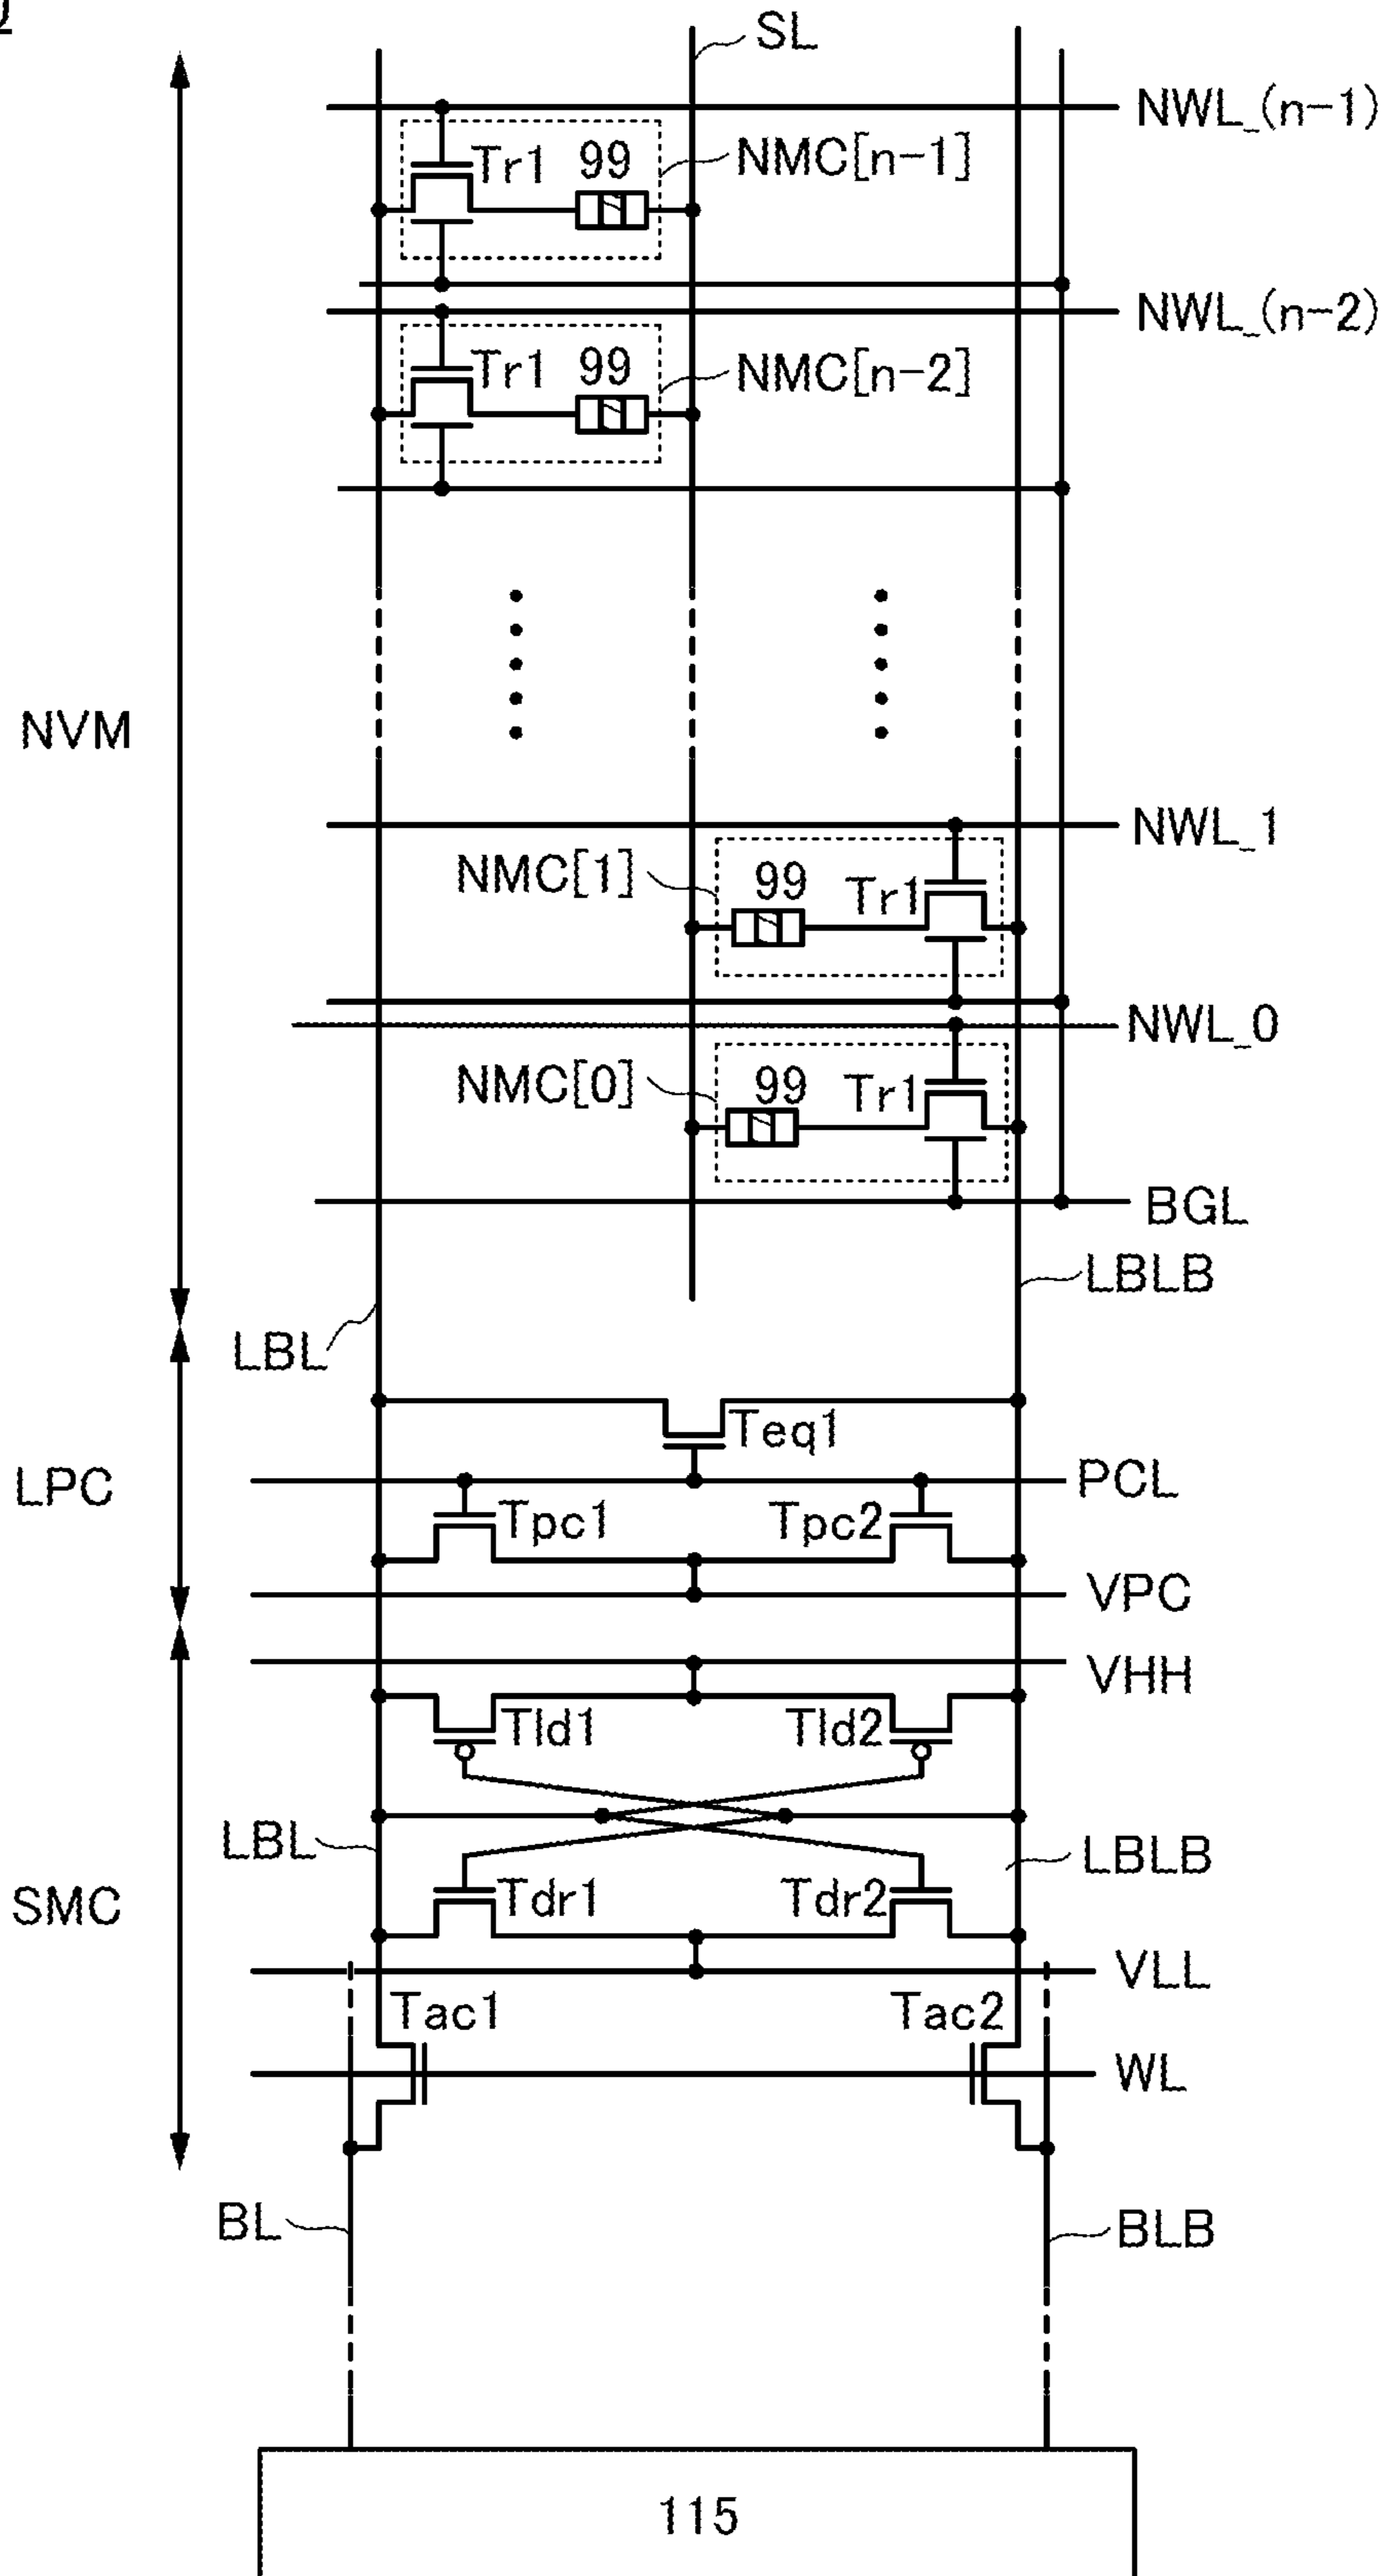 SL
NWL_(n-1)
Tr1 99 NMC[n-1]
NWL_(n-2)
Tr1 99 NMC[n-2]
NVM
NWL_1
NMC[1] 99 Tr1
NWL_0
NMC[0] 99 Tr1
BGL
LBLB
LBL
Teq1
LPC
PCL
Tpc1 Tpc2
VPC
VHH
Tld1 Tld2
LBL LBLB
SMC
Tdr1 Tdr2
VLL
Tac1 Tac2
WL
BL BLB
115